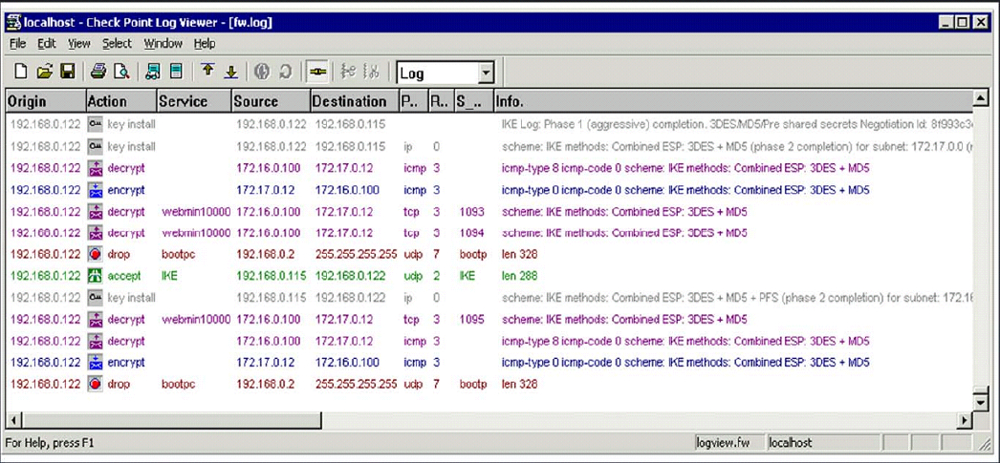 localhost - Check Point Log Viewer - [fw.log]
File Edit View Select Window Help
Log
Origin Action Service Source Destination P.. R.. S_.. Info.
192.168.0.122 key install 192.168.0.122 192.168.0.115 IKE Log: Phase 1 (aggressive) completion. 3DES/MD5/Pre shared secrets Negotiation Id:
192.168.0.122 key install 192.168.0.122 192.168.0.115 ip 0 scheme: IKE methods: Combined ESP: 3DES + MD5 (phase 2 completion) for subnet: 172.17.0.0
192.168.0.122 decrypt 172.16.0.100 172.17.0.12 icmp 3 icmp-type 8 icmp-code 0 scheme: IKE methods: Combined ESP: 3DES + MD5
192.168.0.122 encrypt 172.17.0.12 172.16.0.100 icmp 3 icmp-type 0 icmp-code 0 scheme: IKE methods: Combined ESP: 3DES + MD5
192.168.0.122 decrypt webmin10000 172.16.0.100 172.17.0.12 tcp 3 1093 scheme: IKE methods: Combined ESP: 3DES + MD5
192.168.0.122 decrypt webmin10000 172.16.0.100 172.17.0.12 tcp 3 1094 scheme: IKE methods: Combined ESP: 3DES + MD5
192.168.0.122 drop bootpc 192.168.0.2 255.255.255.255 udp 7 bootp len 328
192.168.0.122 accept IKE 192.168.0.115 192.168.0.122 udp 2 IKE len 288
192.168.0.122 key install 192.168.0.115 192.168.0.122 ip 0 scheme: IKE methods: Combined ESP: 3DES + MD5 + PFS (phase 2 completion) for subnet:
192.168.0.122 decrypt webmin10000 172.16.0.100 172.17.0.12 tcp 3 1095 scheme: IKE methods: Combined ESP: 3DES + MD5
192.168.0.122 decrypt 172.16.0.100 172.17.0.12 icmp 3 icmp-type 8 icmp-code 0 scheme: IKE methods: Combined ESP: 3DES + MD5
192.168.0.122 encrypt 172.17.0.12 172.16.0.100 icmp 3 icmp-type 0 icmp-code 0 scheme: IKE methods: Combined ESP: 3DES + MD5
192.168.0.122 drop bootpc 192.168.0.2 255.255.255.255 udp 7 bootp len 328
For Help, press F1 logview.fw localhost